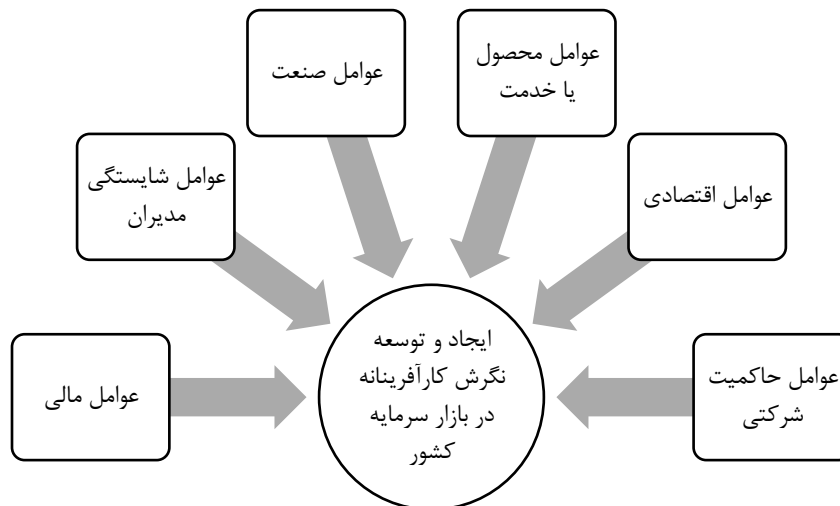 عوامل محصول
یا خدمت
عوامل صنعت
عوامل اقتصادی
عوامل شایستگی
مدیران
عوامل حاکمیت
شرکتی
عوامل مالی
ایجاد و توسعه
نگرش کارآفرینانه
در بازار سرمایه
کشور